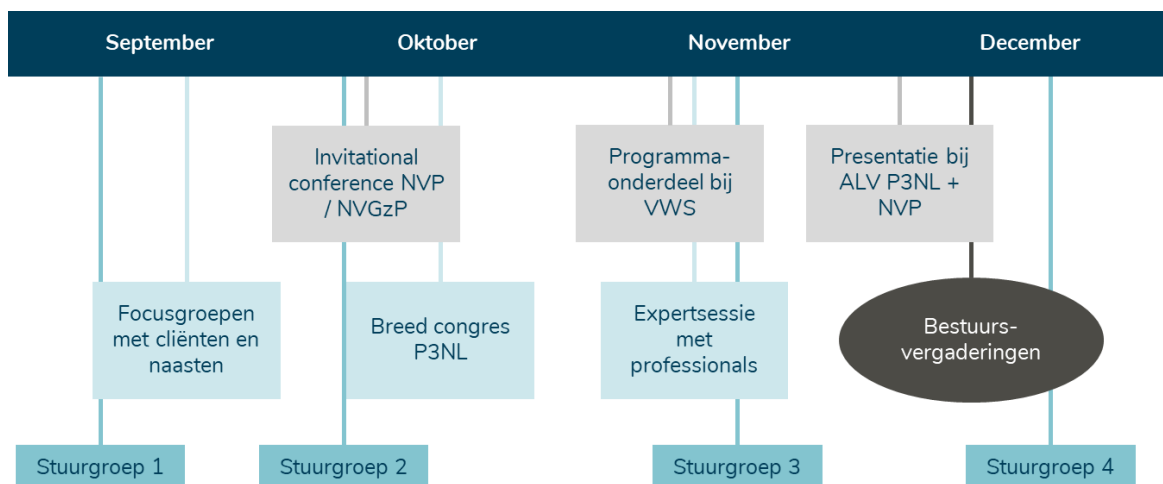 September
Oktober
November
December
Invitational
conference NVP
/ NVGzP
Programma-
onderdeel bij
VWS
Presentatie bij
ALV P3NL +
NVP
Focusgroepen
met cliënten en
naasten
Breed congres
P3NL
Expertsessie
met
professionals
Bestuurs-
vergaderingen
Stuurgroep 1
Stuurgroep 2
Stuurgroep 3
Stuurgroep 4